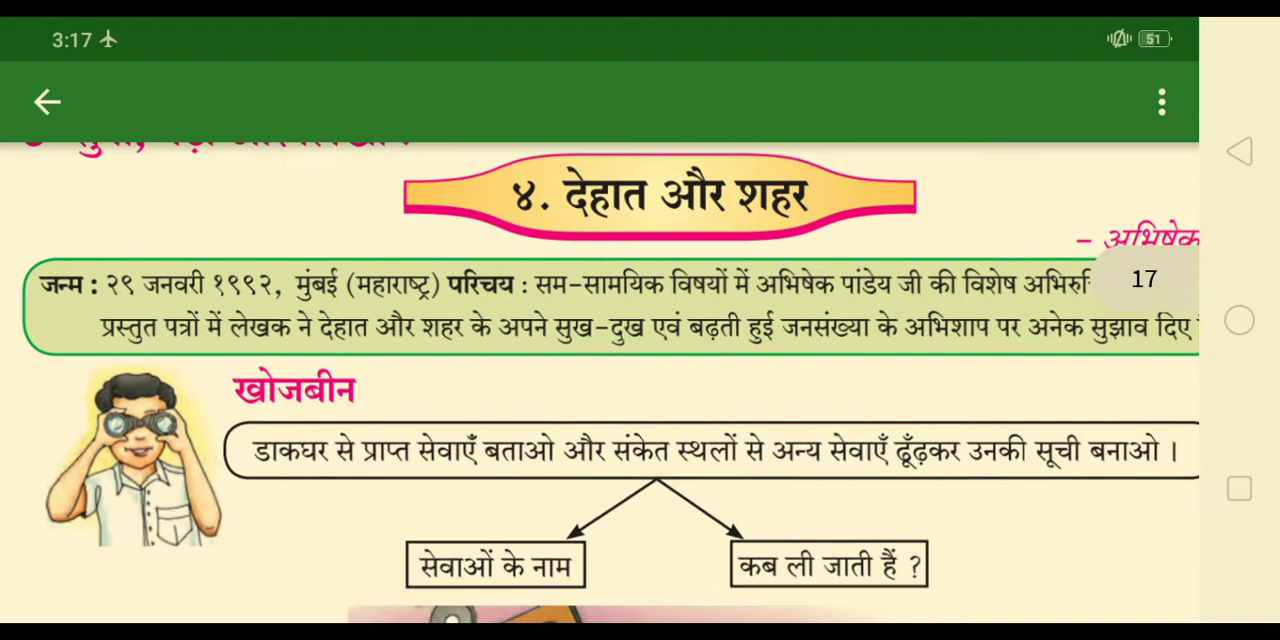 3:17
51
४. देहात और शहर
– अभिषेक
जन्म : २९ जनवरी १९९२, मुंबई (महाराष्ट्र) परिचय : सम-सामयिक विषयों में अभिषेक पांडेय जी की विशेष
17
प्रस्तुत पत्रों में लेखक ने देहात और शहर के अपने सुख-दुख एवं बढ़ती हुई जनसंख्या के अभिशाप पर अनेक सुझाव दिए
खोजबीन
डाकघर से प्राप्त सेवाएँ बताओ और संकेत स्थलों से अन्य सेवाएँ ढूँढ़कर उनकी सूची बनाओ ।
सेवाओं के नाम
कब ली जाती हैं ?